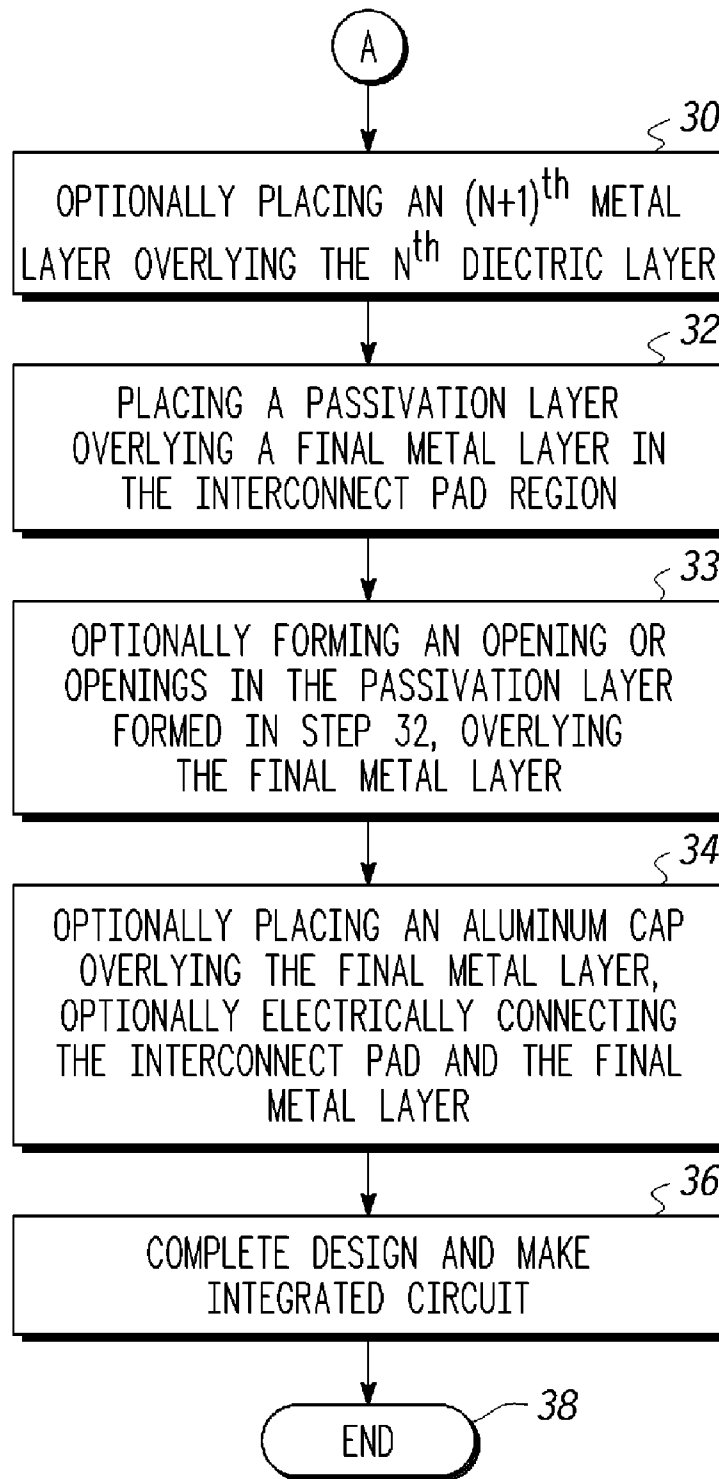 A
30
OPTIONALLY PLACING AN (N+1)th METAL
LAYER OVERLYING THE Nth DIECTRIC LAYER
32
PLACING A PASSIVATION LAYER
OVERLYING A FINAL METAL LAYER IN
THE INTERCONNECT PAD REGION
33
OPTIONALLY FORMING AN OPENING OR
OPENINGS IN THE PASSIVATION LAYER
FORMED IN STEP 32, OVERLYING
THE FINAL METAL LAYER
34
OPTIONALLY PLACING AN ALUMINUM CAP
OVERLYING THE FINAL METAL LAYER,
OPTIONALLY ELECTRICALLY CONNECTING
THE INTERCONNECT PAD AND THE FINAL
METAL LAYER
36
COMPLETE DESIGN AND MAKE
INTEGRATED CIRCUIT
38
END